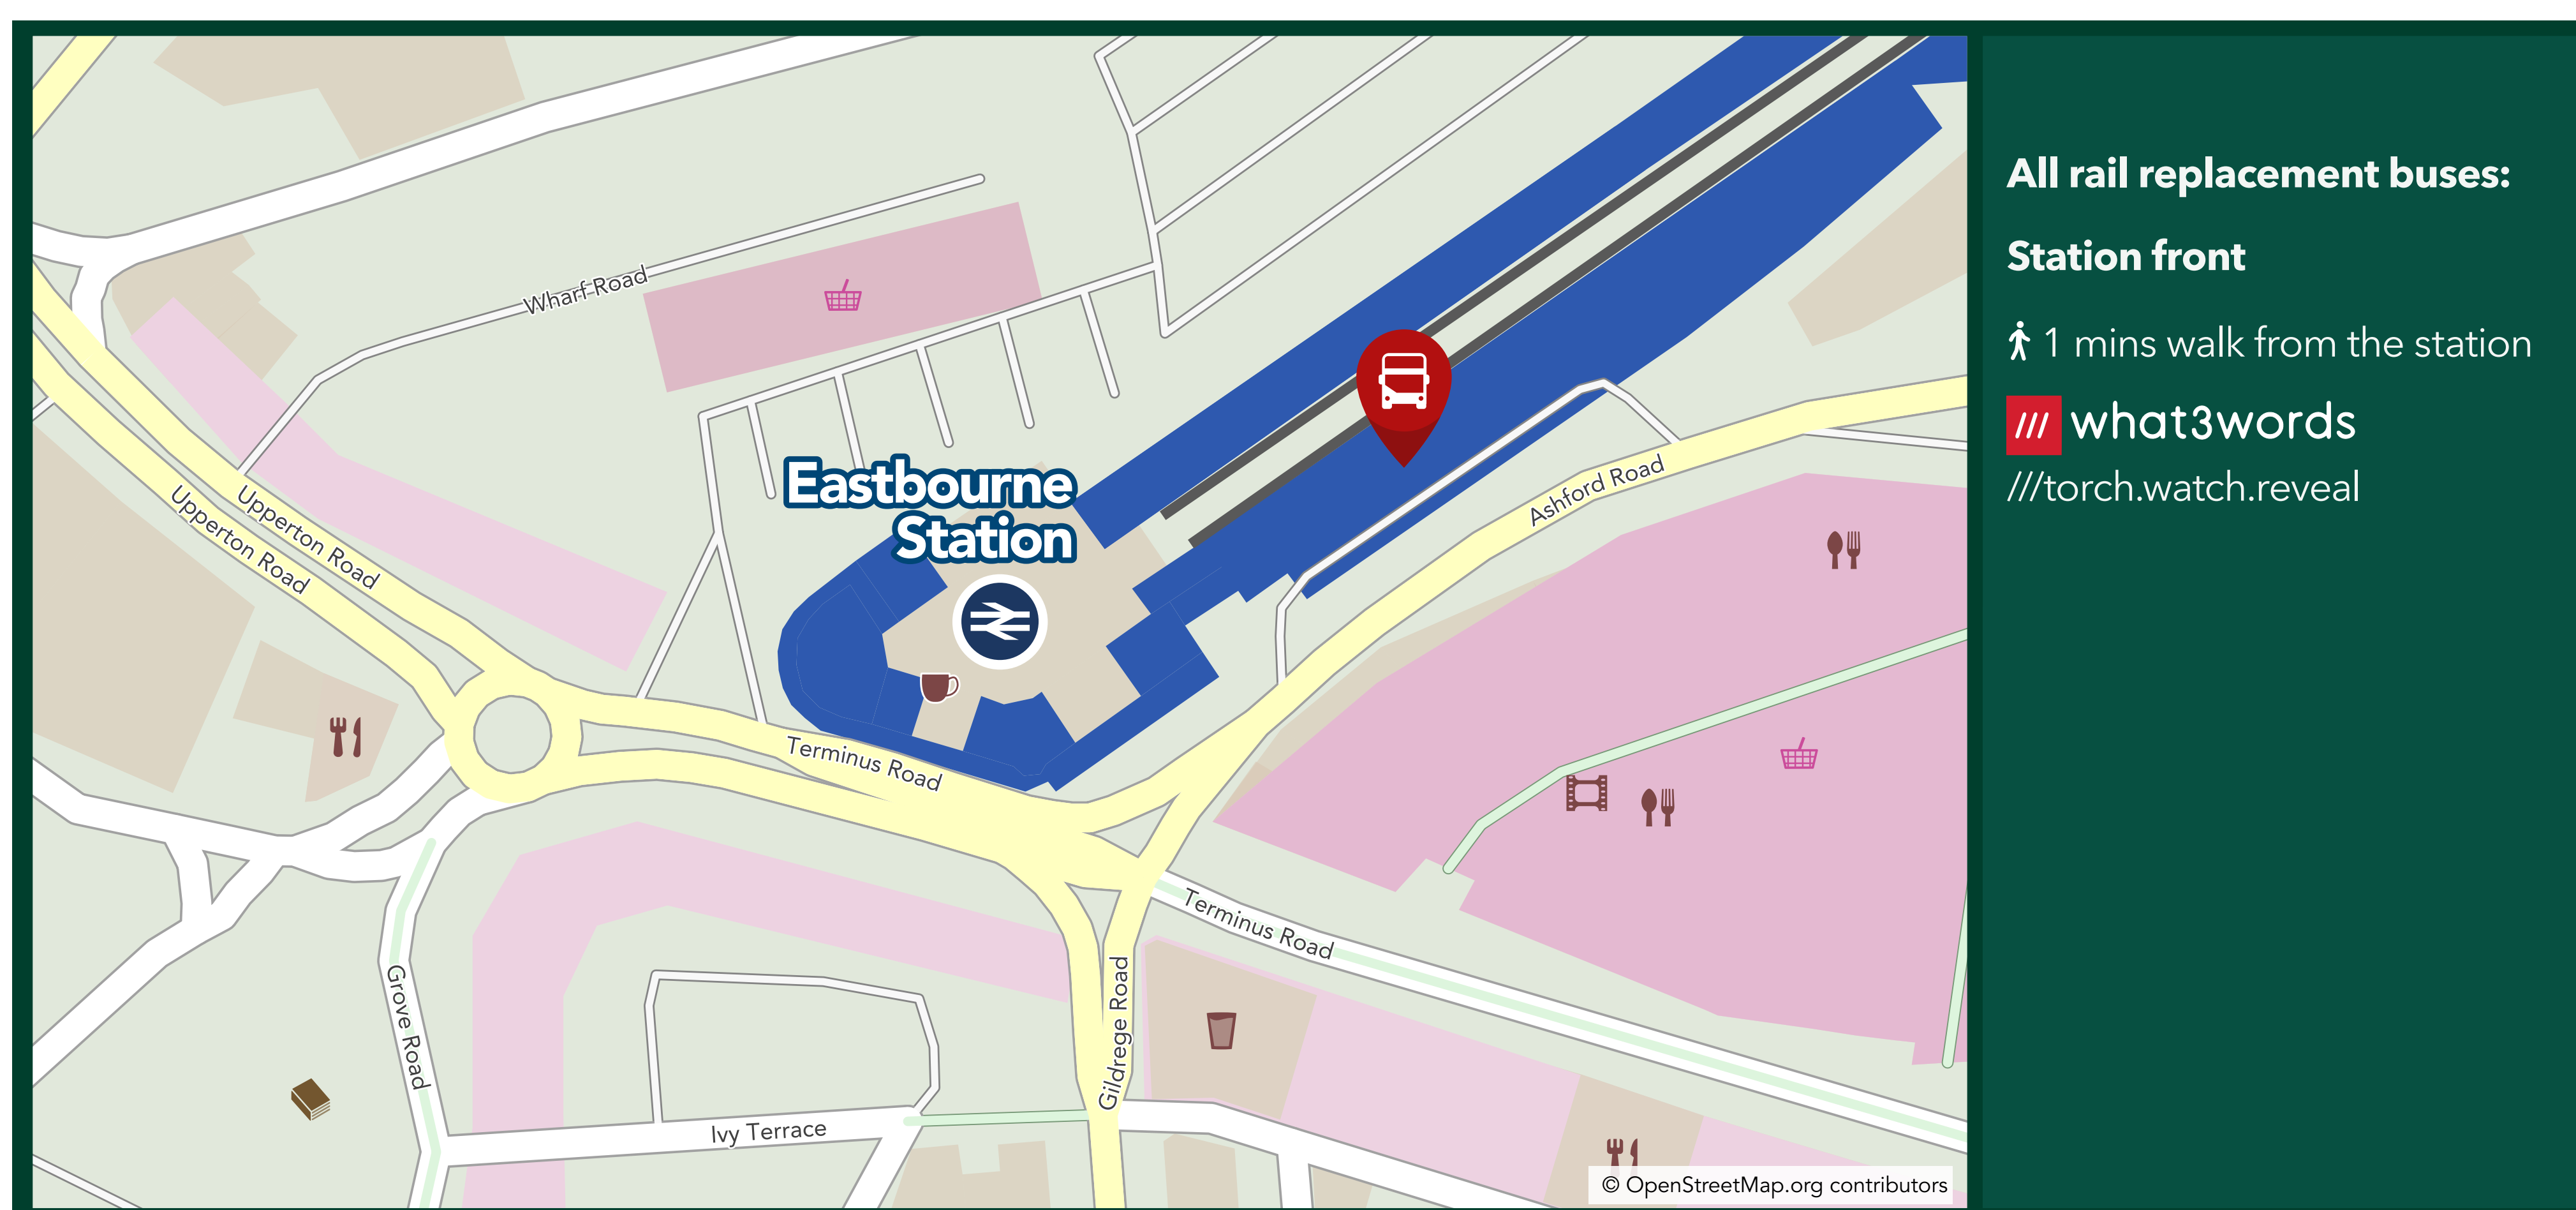 All rail replacement buses:
Station front
1 mins walk from the station
what3words
///torch.watch.reveal
Wharf Road
Eastbourne
Station
Upperton Road
Upperton Road
Ashford Road
Terminus Road
Terminus Road
Grove Road
Gildrege Road
Ivy Terrace
© OpenStreetMap.org contributors